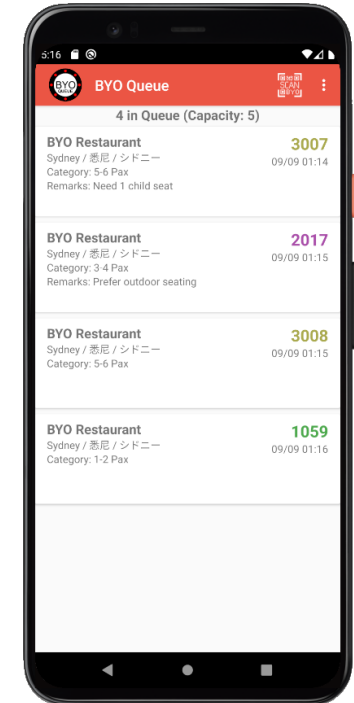 5:16
BYO
QUEUE
BYO Queue
SCAN
BYO
4 in Queue (Capacity: 5)
BYO Restaurant
3007
Sydney / 悉尼 / シドニー
09/09 01:14
Category: 5-6 Pax
Remarks: Need 1 child seat
BYO Restaurant
2017
Sydney / 悉尼 / シドニー
09/09 01:15
Category: 3-4 Pax
Remarks: Prefer outdoor seating
BYO Restaurant
3008
Sydney / 悉尼 / シドニー
09/09 01:15
Category: 5-6 Pax
BYO Restaurant
1059
Sydney / 悉尼 / シドニー
09/09 01:16
Category: 1-2 Pax